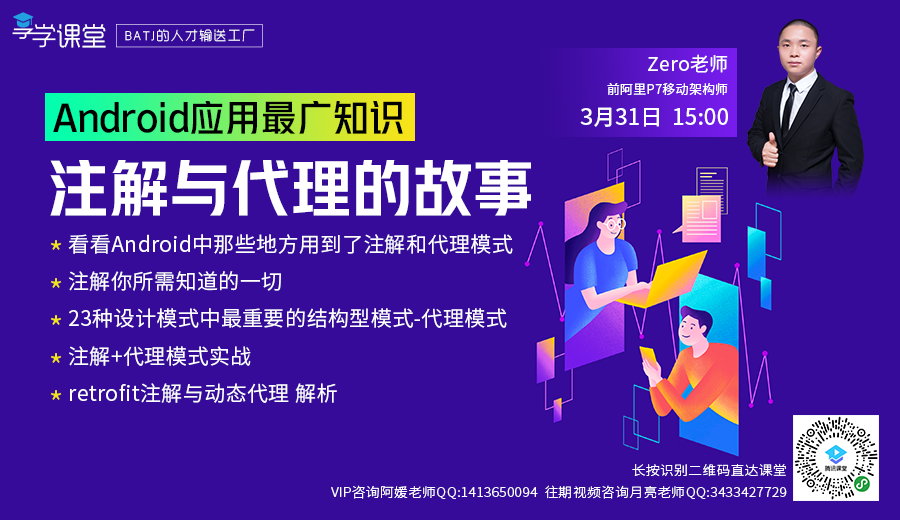 享学课堂
BATJ的人才输送工厂
Zero老师
前阿里P7移动架构师
3月31日 15:00
Android应用最广知识
注解与代理的故事
★ 看看Android中那些地方用到了注解和代理模式
★ 注解你所需知道的一切
★ 23种设计模式中最重要的结构型模式-代理模式
★ 注解+代理模式实战
★ retrofit注解与动态代理 解析
腾讯课堂
长按识别二维码直达课堂
VIP咨询阿媛老师QQ:1413650094 往期视频咨询月亮老师QQ:3433427729